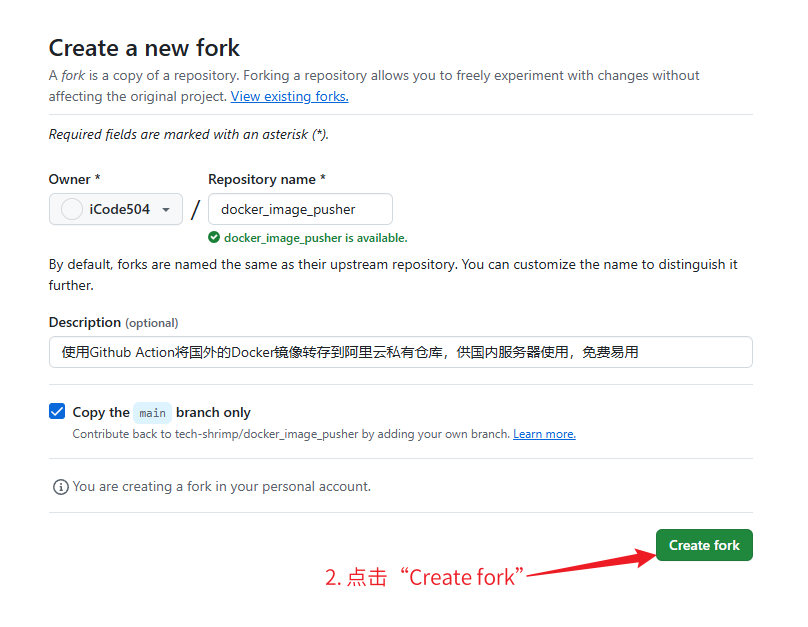 Create a new fork
A fork is a copy of a repository. Forking a repository allows you to freely experiment with changes without
affecting the original project. View existing forks.
Required fields are marked with an asterisk (*).
Owner * Repository name *
iCode504 / docker_image_pusher
docker_image_pusher is available.
By default, forks are named the same as their upstream repository. You can customize the name to distinguish it
further.
Description (optional)
使用Github Action将国外的Docker镜像转存到阿里云私有仓库，供国内服务器使用，免费易用
Copy the main branch only
Contribute back to tech-shrimp/docker_image_pusher by adding your own branch. Learn more.
You are creating a fork in your personal account.
Create fork
2. 点击“Create fork”